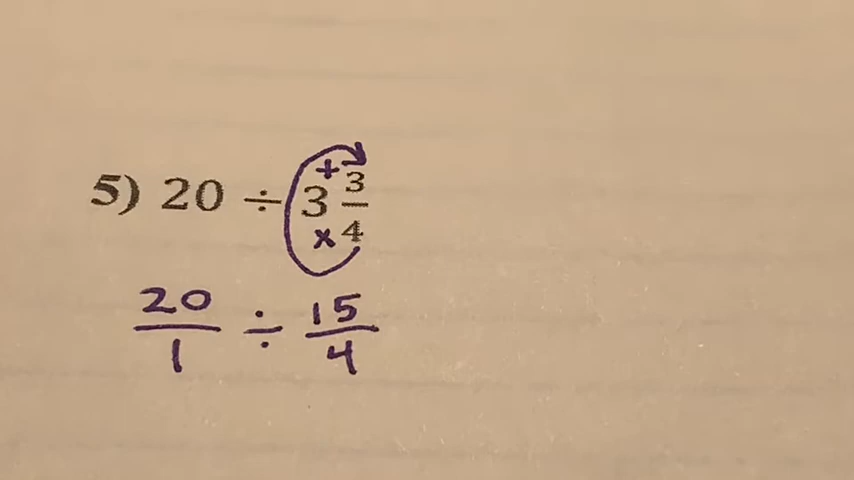 5) 20 ÷ 3 + 3/4 ×
20/1 ÷ 15/4